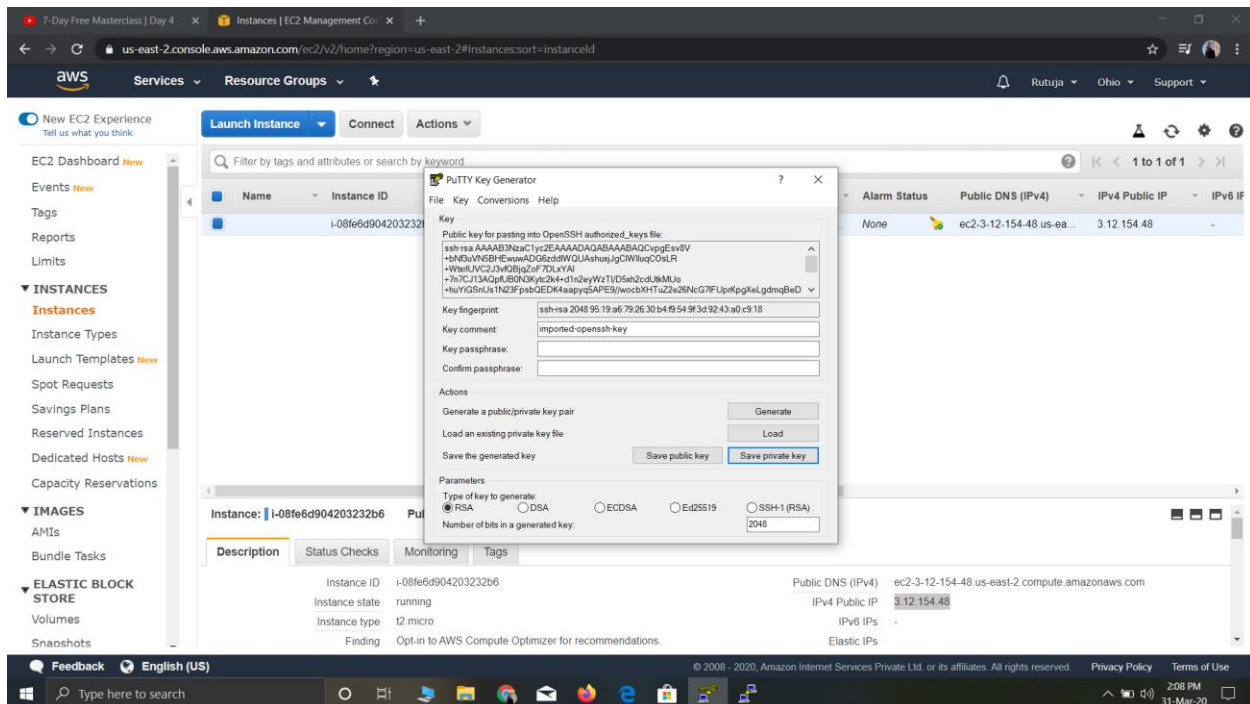 7-Day Free Masterclass | Day 4 -
Instances | EC2 Management Co
us-east-2.console.aws.amazon.com/ec2/v2/home?region=us-east-2#Instances:sort=instanceId
aws Services Resource Groups Rutuja Ohio Support
New EC2 Experience
Tell us what you think
Launch Instance Connect Actions
EC2 Dashboard New
Events New
Tags
Reports
Limits
INSTANCES
Instances
Instance Types
Launch Templates New
Spot Requests
Savings Plans
Reserved Instances
Dedicated Hosts New
Capacity Reservations
IMAGES
AMIs
Bundle Tasks
ELASTIC BLOCK
STORE
Volumes
Snapshots
Filter by tags and attributes or search by keyword
1 to 1 of 1
Name Instance ID Alarm Status Public DNS (IPv4) IPv4 Public IP IPv6 IF
i-08fe6d904203232 None ec2-3-12-154-48.us-ea... 3.12.154.48 -
PuTTY Key Generator
File Key Conversions Help
Key
Public key for pasting into OpenSSH authorized_keys file:
Key fingerprint: ssh-rsa 2048 95:19:a6:79:26:30:b4:f9:54:9f:3d:92:43:a0:c9:18
Key comment: imported-openssh-key
Key passphrase:
Confirm passphrase:
Actions
Generate a public/private key pair Generate
Load an existing private key file Load
Save the generated key Save public key Save private key
Parameters
Type of key to generate:
RSA DSA ECDSA Ed25519 SSH-1 (RSA)
Number of bits in a generated key: 2048
Instance: i-08fe6d904203232b6 Pu
Description Status Checks Monitoring Tags
Instance ID i-08fe6d904203232b6 Public DNS (IPv4) ec2-3-12-154-48.us-east-2.compute.amazonaws.com
Instance state running IPv4 Public IP 3.12.154.48
Instance type t2.micro IPv6 IPs -
Finding Opt-in to AWS Compute Optimizer for recommendations. Elastic IPs
Feedback English (US) © 2008 - 2020, Amazon Internet Services Private Ltd. or its affiliates. All rights reserved. Privacy Policy Terms of Use
Type here to search
2:08 PM
31-Mar-20